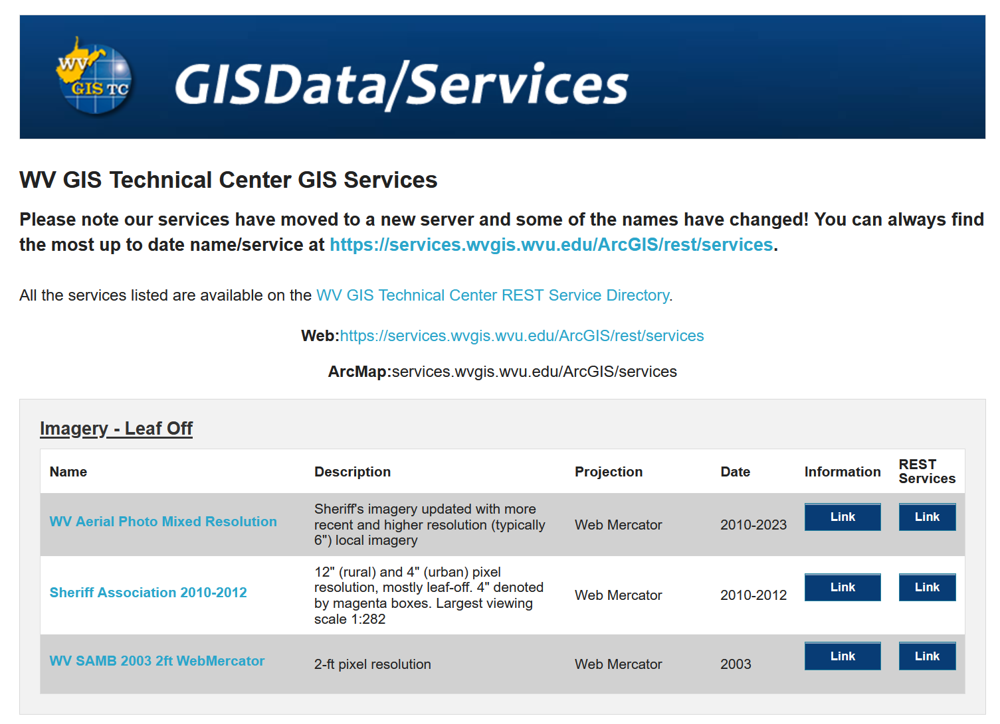 WV
GIS TC
GISData/Services
WV GIS Technical Center GIS Services
Please note our services have moved to a new server and some of the names have changed! You can always find
the most up to date name/service at https://services.wvgis.wvu.edu/ArcGIS/rest/services.
All the services listed are available on the WV GIS Technical Center REST Service Directory.
Web:https://services.wvgis.wvu.edu/ArcGIS/rest/services
ArcMap:services.wvgis.wvu.edu/ArcGIS/services
Imagery - Leaf Off
Name Description Projection Date Information REST
Services
WV Aerial Photo Mixed Resolution
Sheriff's imagery updated with more
recent and higher resolution (typically
6") local imagery
Web Mercator 2010-2023 Link Link
Sheriff Association 2010-2012
12" (rural) and 4" (urban) pixel
resolution, mostly leaf-off. 4" denoted
by magenta boxes. Largest viewing
scale 1:282
Web Mercator 2010-2012 Link Link
WV SAMB 2003 2ft WebMercator 2-ft pixel resolution Web Mercator 2003 Link Link